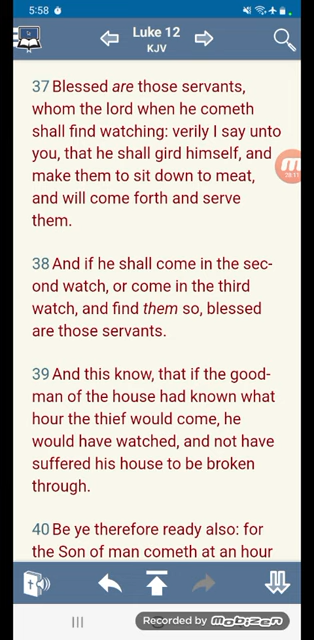 5:58
Luke 12
KJV
37 Blessed are those servants,
whom the lord when he cometh
shall find watching: verily I say unto
you, that he shall gird himself, and
make them to sit down to meat,
and will come forth and serve
them.
38 And if he shall come in the sec-
ond watch, or come in the third
watch, and find them so, blessed
are those servants.
39 And this know, that if the good-
man of the house had known what
hour the thief would come, he
would have watched, and not have
suffered his house to be broken
through.
40 Be ye therefore ready also: for
the Son of man cometh at an hour
Recorded by mobizen